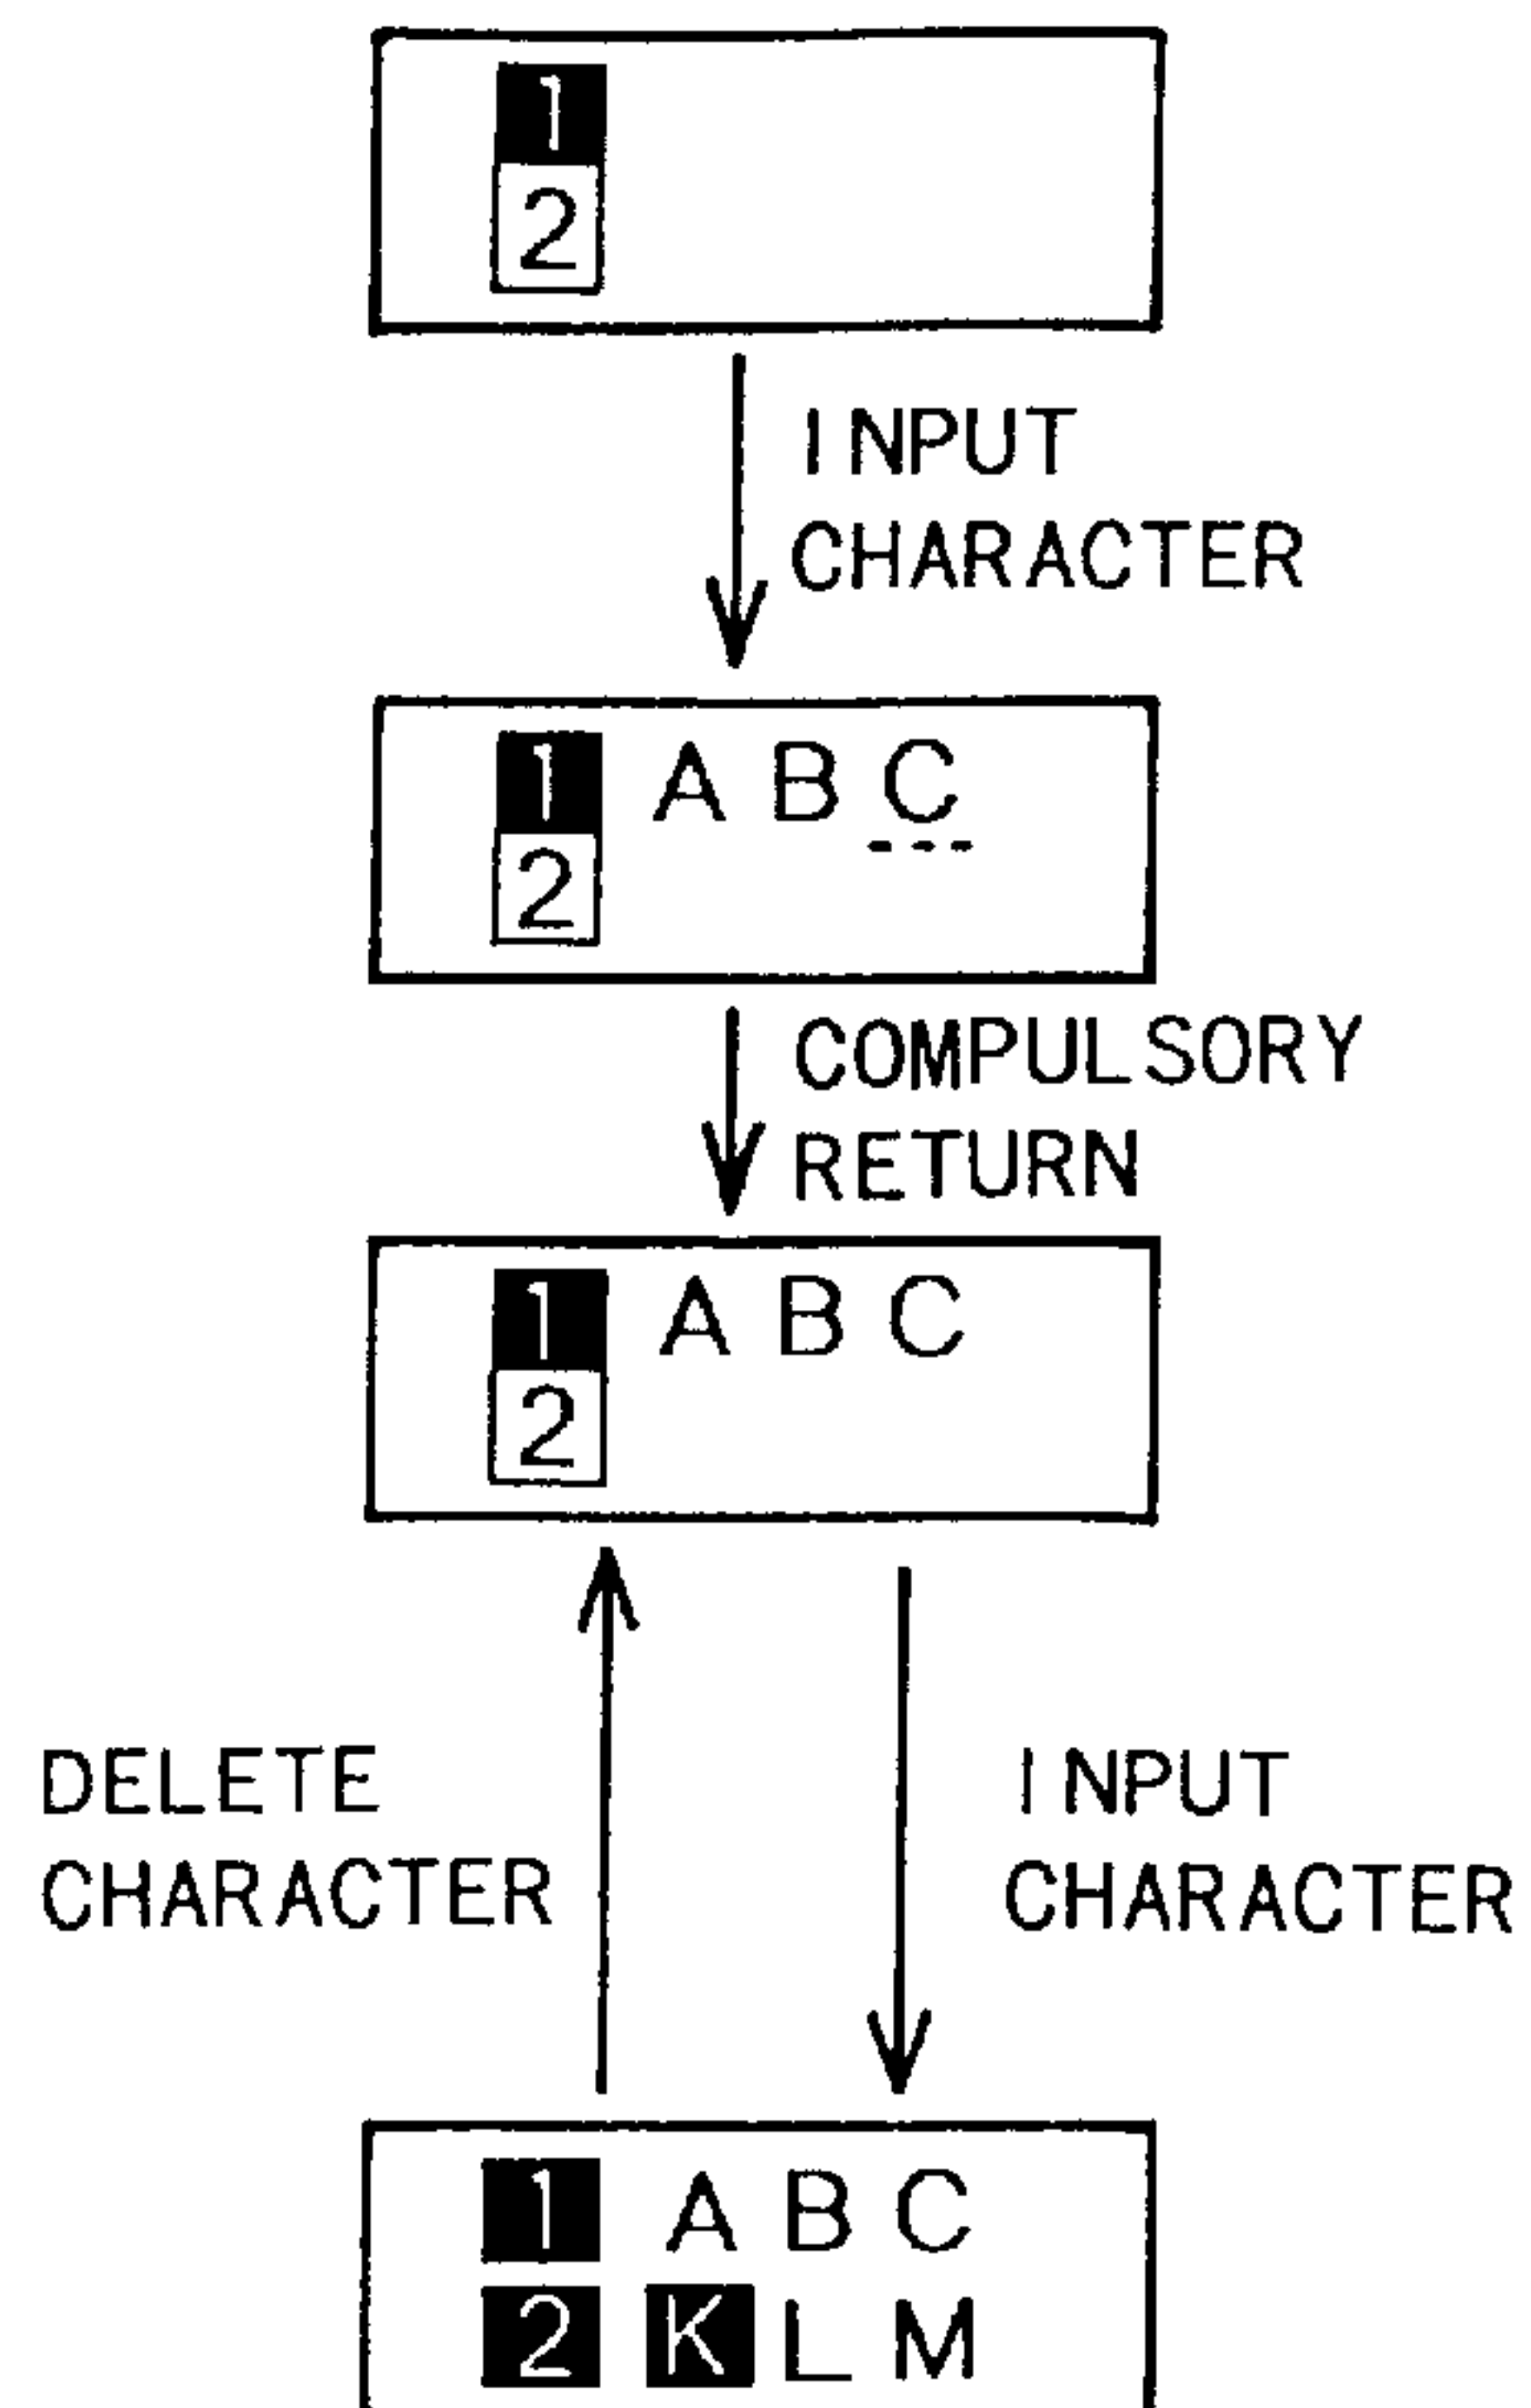 1
2
INPUT
CHARACTER
1 A B C
2
COMPULSORY
RETURN
1 A B C
2
DELETE
CHARACTER
INPUT
CHARACTER
1 A B C
2 K L M